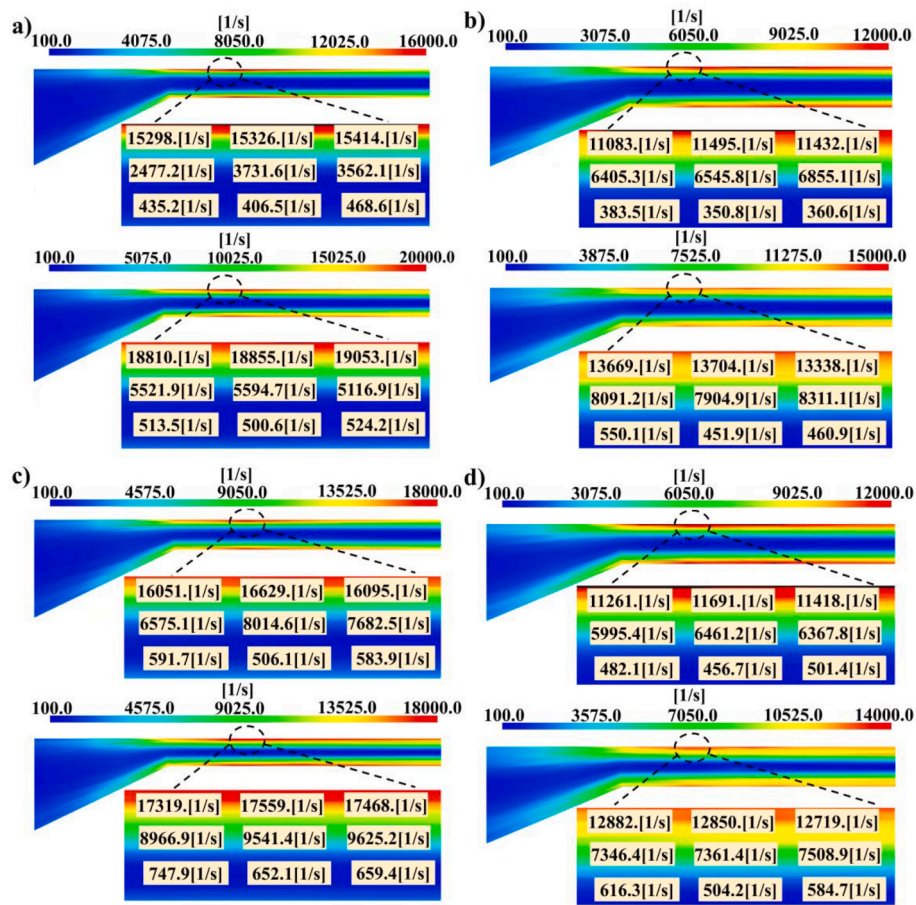 a)
[1/s]
100.0 4075.0 8050.0 12025.0 16000.0
15298.[1/s] 15326.[1/s] 15414.[1/s]
2477.2[1/s] 3731.6[1/s] 3562.1[1/s]
435.2[1/s] 406.5[1/s] 468.6[1/s]
[1/s]
100.0 5075.0 10025.0 15025.0 20000.0
18810.[1/s] 18855.[1/s] 19053.[1/s]
5521.9[1/s] 5594.7[1/s] 5116.9[1/s]
513.5[1/s] 500.6[1/s] 524.2[1/s]
b)
[1/s]
100.0 3075.0 6050.0 9025.0 12000.0
11083.[1/s] 11495.[1/s] 11432.[1/s]
6405.3[1/s] 6545.8[1/s] 6855.1[1/s]
383.5[1/s] 350.8[1/s] 360.6[1/s]
[1/s]
100.0 3875.0 7525.0 11275.0 15000.0
13669.[1/s] 13704.[1/s] 13338.[1/s]
8091.2[1/s] 7904.9[1/s] 8311.1[1/s]
550.1[1/s] 451.9[1/s] 460.9[1/s]
c)
[1/s]
100.0 4575.0 9050.0 13525.0 18000.0
16051.[1/s] 16629.[1/s] 16095.[1/s]
6575.1[1/s] 8014.6[1/s] 7682.5[1/s]
591.7[1/s] 506.1[1/s] 583.9[1/s]
[1/s]
100.0 4575.0 9025.0 13525.0 18000.0
17319.[1/s] 17559.[1/s] 17468.[1/s]
8966.9[1/s] 9541.4[1/s] 9625.2[1/s]
747.9[1/s] 652.1[1/s] 659.4[1/s]
d)
[1/s]
100.0 3075.0 6050.0 9025.0 12000.0
11261.[1/s] 11691.[1/s] 11418.[1/s]
5995.4[1/s] 6461.2[1/s] 6367.8[1/s]
482.1[1/s] 456.7[1/s] 501.4[1/s]
[1/s]
100.0 3575.0 7050.0 10525.0 14000.0
12882.[1/s] 12850.[1/s] 12719.[1/s]
7346.4[1/s] 7361.4[1/s] 7508.9[1/s]
616.3[1/s] 504.2[1/s] 584.7[1/s]